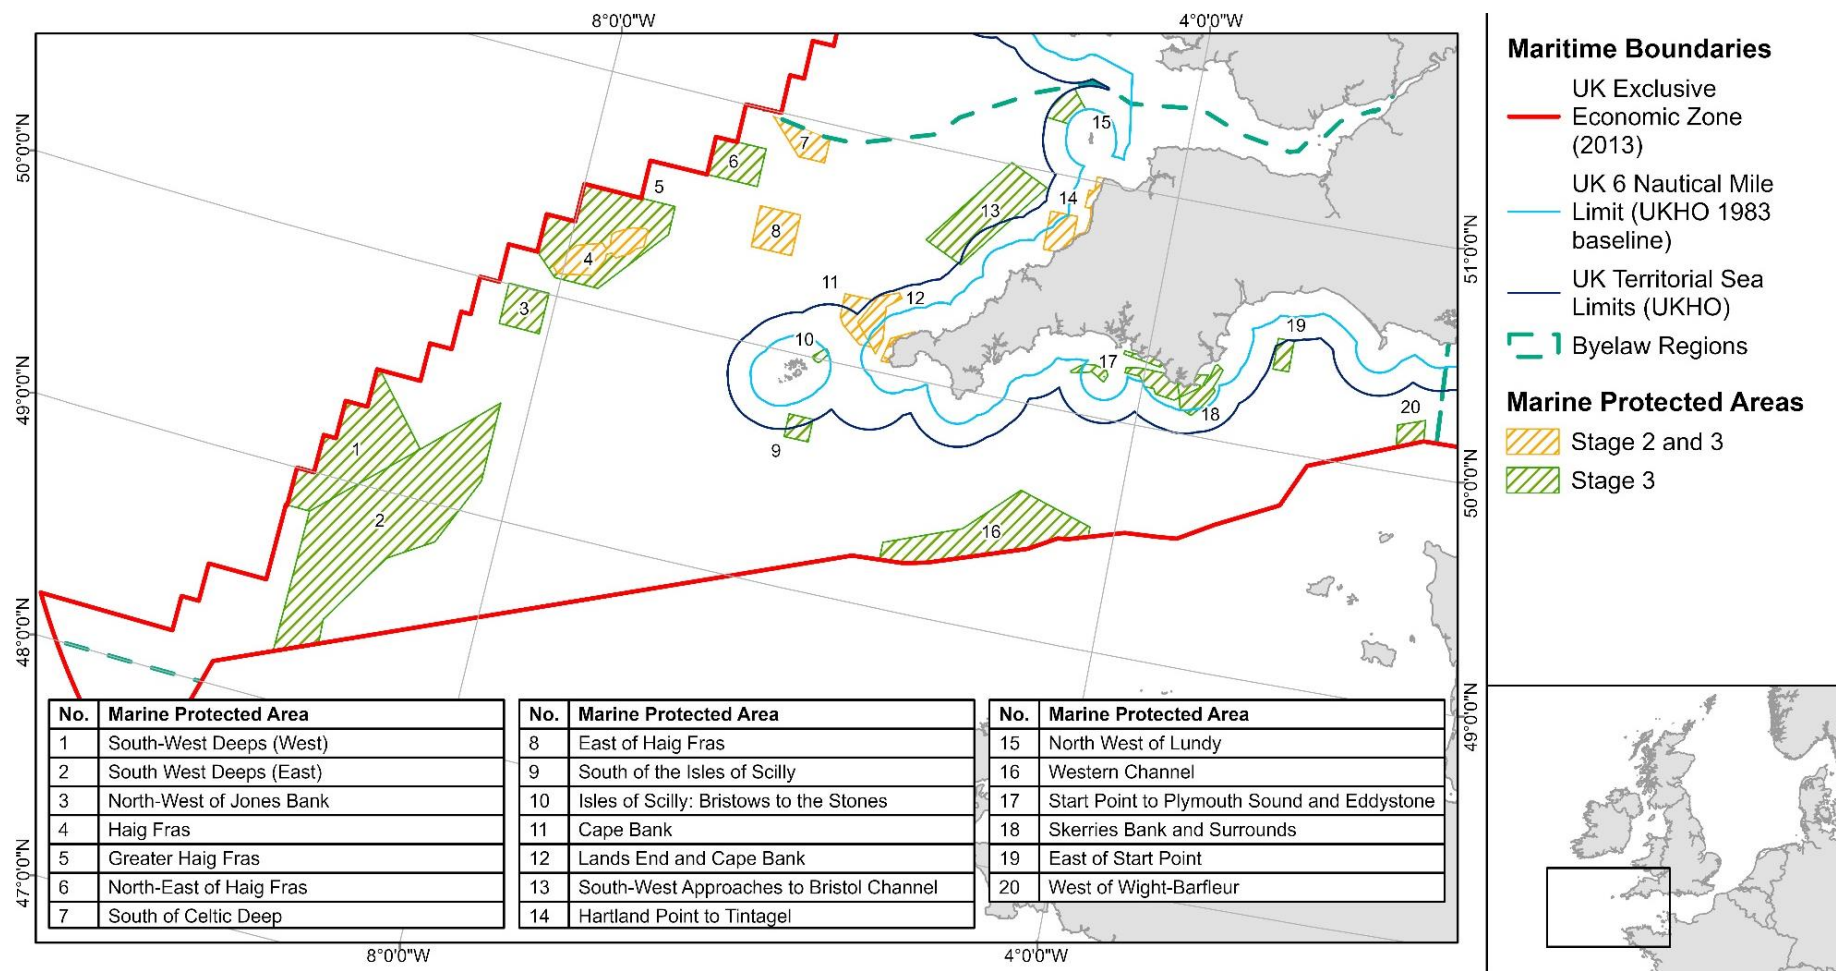 8°0'0"W
4°0'0"W
50°0'0"N
49°0'0"N
48°0'0"N
47°0'0"N
51°0'0"N
50°0'0"N
49°0'0"N
8°0'0"W
4°0'0"W
1
2
3
4
5
6
7
8
9
10
11
12
13
14
15
16
17
18
19
20
No. Marine Protected Area
1 South-West Deeps (West)
2 South West Deeps (East)
3 North-West of Jones Bank
4 Haig Fras
5 Greater Haig Fras
6 North-East of Haig Fras
7 South of Celtic Deep
No. Marine Protected Area
8 East of Haig Fras
9 South of the Isles of Scilly
10 Isles of Scilly: Bristows to the Stones
11 Cape Bank
12 Lands End and Cape Bank
13 South-West Approaches to Bristol Channel
14 Hartland Point to Tintagel
No. Marine Protected Area
15 North West of Lundy
16 Western Channel
17 Start Point to Plymouth Sound and Eddystone
18 Skerries Bank and Surrounds
19 East of Start Point
20 West of Wight-Barfleur
Maritime Boundaries
UK Exclusive
Economic Zone
(2013)
UK 6 Nautical Mile
Limit (UKHO 1983
baseline)
UK Territorial Sea
Limits (UKHO)
Byelaw Regions
Marine Protected Areas
Stage 2 and 3
Stage 3